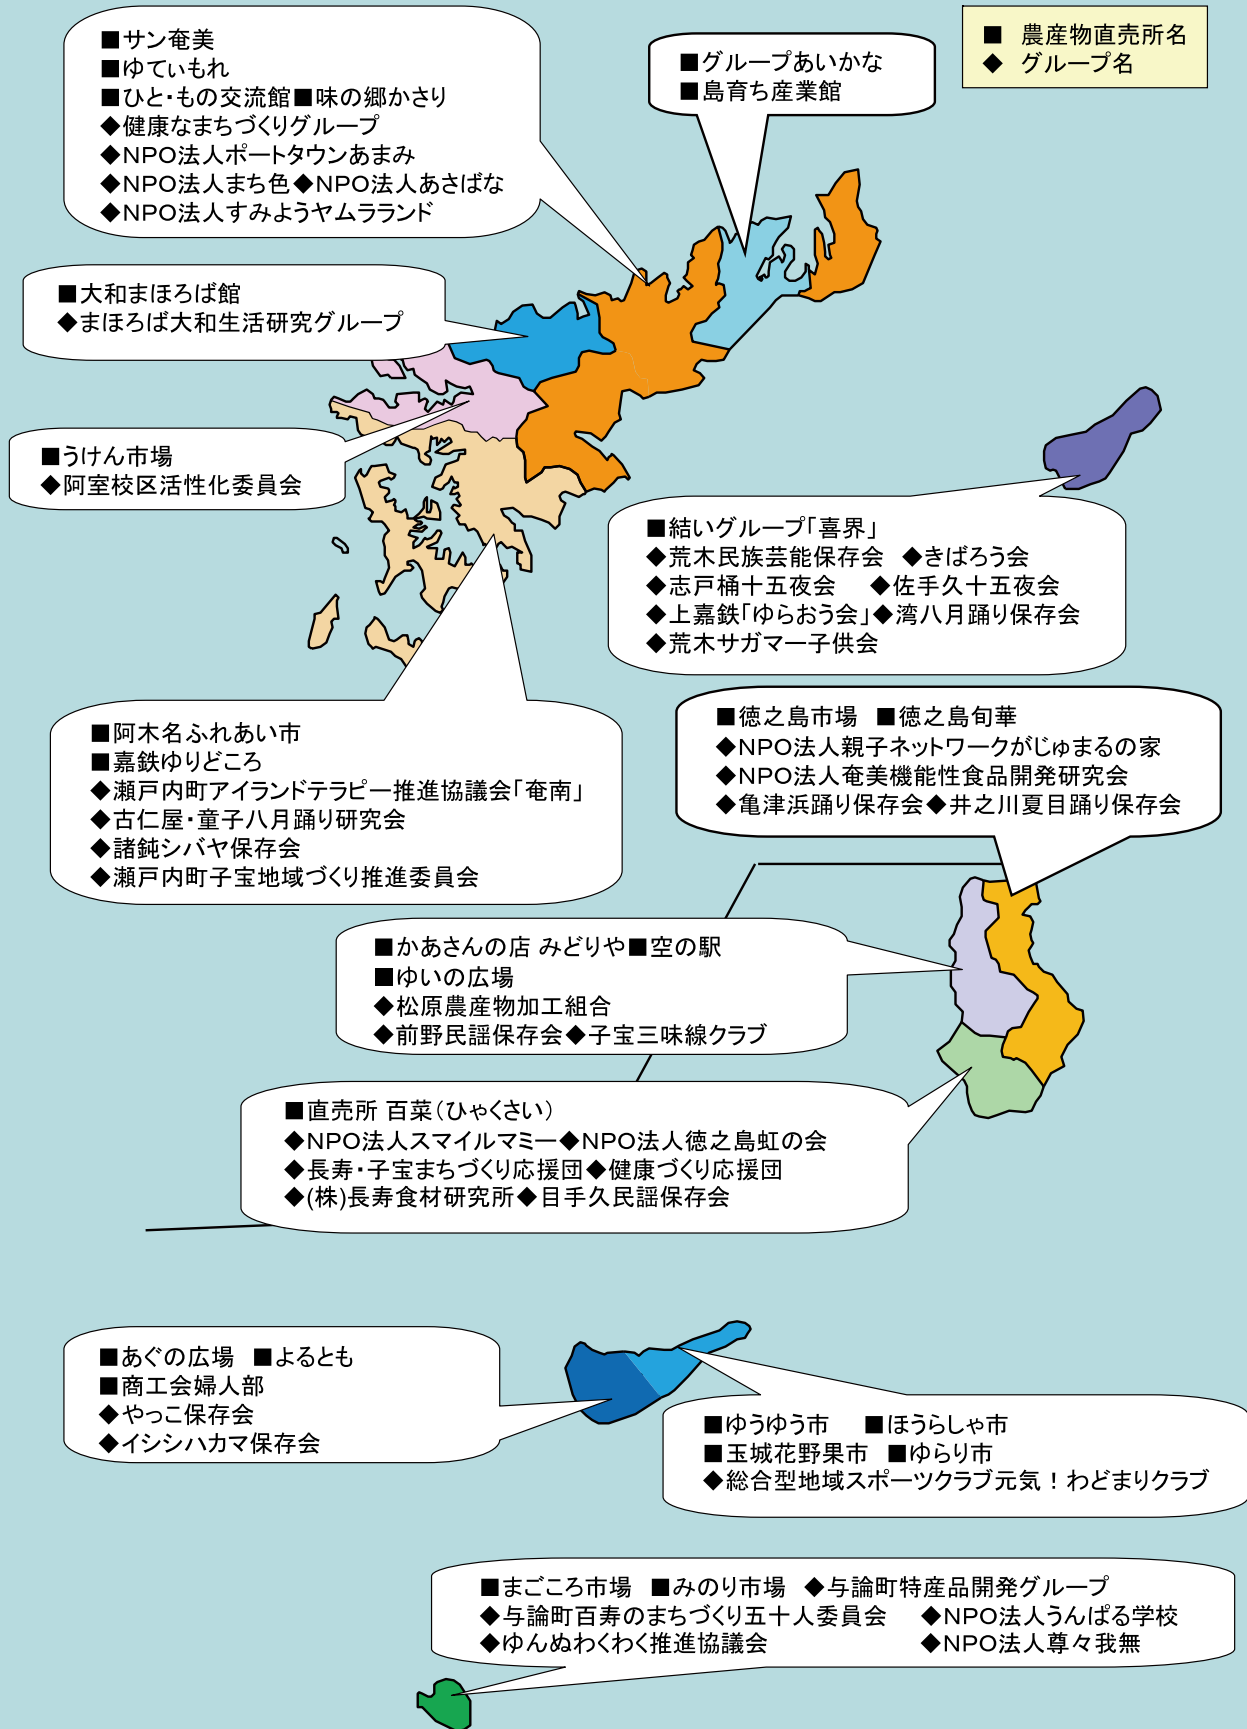 ■サン奄美
■ゆてぃもれ
■ひと・もの交流館■味の郷かさり
◆健康なまちづくりグループ
◆NPO法人ポートタウンあまみ
◆NPO法人まち色◆NPO法人あさばな
◆NPO法人すみようヤムラランド
■グループあいかな
■島育ち産業館
■ 農産物直売所名
◆ グループ名
■大和まほろば館
◆まほろば大和生活研究グループ
■うけん市場
◆阿室校区活性化委員会
■結いグループ「喜界」
◆荒木民族芸能保存会 ◆きばろう会
◆志戸桶十五夜会 ◆佐手久十五夜会
◆上嘉鉄「ゆらおう会」◆湾八月踊り保存会
◆荒木サガマー子供会
■阿木名ふれあい市
■嘉鉄ゆりどころ
◆瀬戸内町アイランドテラピー推進協議会「奄南」
◆古仁屋・童子八月踊り研究会
◆諸鈍シバヤ保存会
◆瀬戸内町子宝地域づくり推進委員会
■徳之島市場 ■徳之島旬華
◆NPO法人親子ネットワークがじゅまるの家
◆NPO法人奄美機能性食品開発研究会
◆亀津浜踊り保存会◆井之川夏目踊り保存会
■かあさんの店 みどりや■空の駅
■ゆいの広場
◆松原農産物加工組合
◆前野民謡保存会◆子宝三味線クラブ
■直売所 百菜(ひゃくさい)
◆NPO法人スマイルマミー◆NPO法人徳之島虹の会
◆長寿・子宝まちづくり応援団◆健康づくり応援団
◆(株)長寿食材研究所◆目手久民謡保存会
■あぐの広場 ■よるとも
■商工会婦人部
◆やっこ保存会
◆イシシハカマ保存会
■ゆうゆう市 ■ほうらしゃ市
■玉城花野果市 ■ゆらり市
◆総合型地域スポーツクラブ元気！わどまりクラブ
■まごころ市場 ■みのり市場 ◆与論町特産品開発グループ
◆与論町百寿のまちづくり五十人委員会 ◆NPO法人うんぱる学校
◆ゆんぬわくわく推進協議会 ◆NPO法人尊々我無